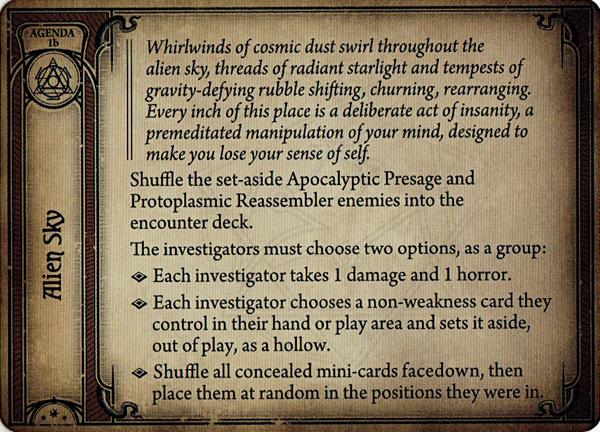 AGENDA
1b
Alien Sky
Whirlwinds of cosmic dust swirl throughout the
alien sky, threads of radiant starlight and tempests of
gravity-defying rubble shifting, churning, rearranging.
Every inch of this place is a deliberate act of insanity, a
premeditated manipulation of your mind, designed to
make you lose your sense of self.
Shuffle the set-aside Apocalyptic Presage and
Protoplasmic Reassembler enemies into the
encounter deck.
The investigators must choose two options, as a group:
Each investigator takes 1 damage and 1 horror.
Each investigator chooses a non-weakness card they
control in their hand or play area and sets it aside,
out of play, as a hollow.
Shuffle all concealed mini-cards facedown, then
place them at random in the positions they were in.